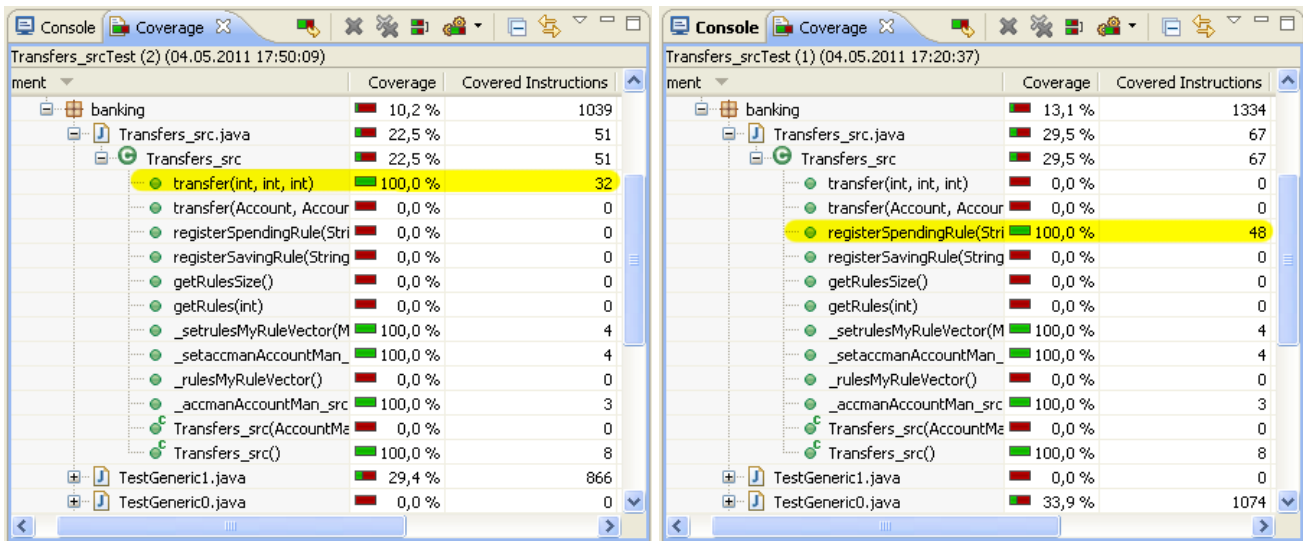 Console Coverage
Transfers_srcTest (2) (04.05.2011 17:50:09)
ment Coverage Covered Instructions
banking 10,2 % 1039
Transfers_src.java 22,5 % 51
Transfers_src 22,5 % 51
transfer(int, int, int) 100,0 % 32
transfer(Account, Accour 0,0 % 0
registerSpendingRule(Stri 0,0 % 0
registerSavingRule(String 0,0 % 0
getRulesSize() 0,0 % 0
getRules(int) 0,0 % 0
_setrulesMyRuleVector(M 100,0 % 4
_setaccmanAccountMan_ 100,0 % 4
_rulesMyRuleVector() 0,0 % 0
_accmanAccountMan_src 100,0 % 3
Transfers_src(AccountMa 0,0 % 0
Transfers_src() 100,0 % 8
TestGeneric1.java 29,4 % 866
TestGeneric0.java 0,0 % 0
Console Coverage
Transfers_srcTest (1) (04.05.2011 17:20:37)
ment Coverage Covered Instructions
banking 13,1 % 1334
Transfers_src.java 29,5 % 67
Transfers_src 29,5 % 67
transfer(int, int, int) 0,0 % 0
transfer(Account, Accour 0,0 % 0
registerSpendingRule(Stri 100,0 % 48
registerSavingRule(String 0,0 % 0
getRulesSize() 0,0 % 0
getRules(int) 0,0 % 0
_setrulesMyRuleVector(M 100,0 % 4
_setaccmanAccountMan_ 100,0 % 4
_rulesMyRuleVector() 0,0 % 0
_accmanAccountMan_src 100,0 % 3
Transfers_src(AccountMa 0,0 % 0
Transfers_src() 100,0 % 8
TestGeneric1.java 0,0 % 0
TestGeneric0.java 33,9 % 1074